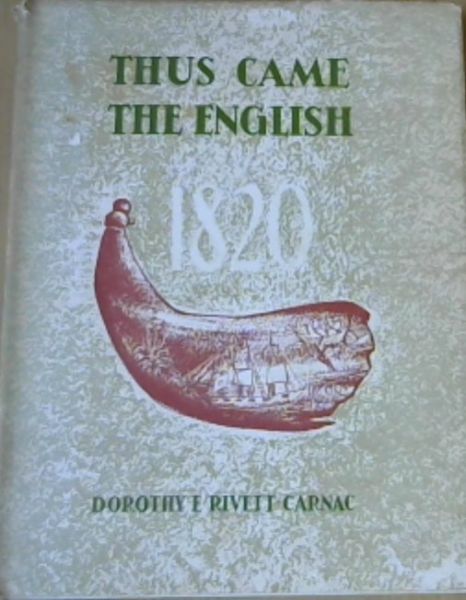 THUS CAME
THE ENGLISH
1820
DOROTHY E RIVETT-CARNAC